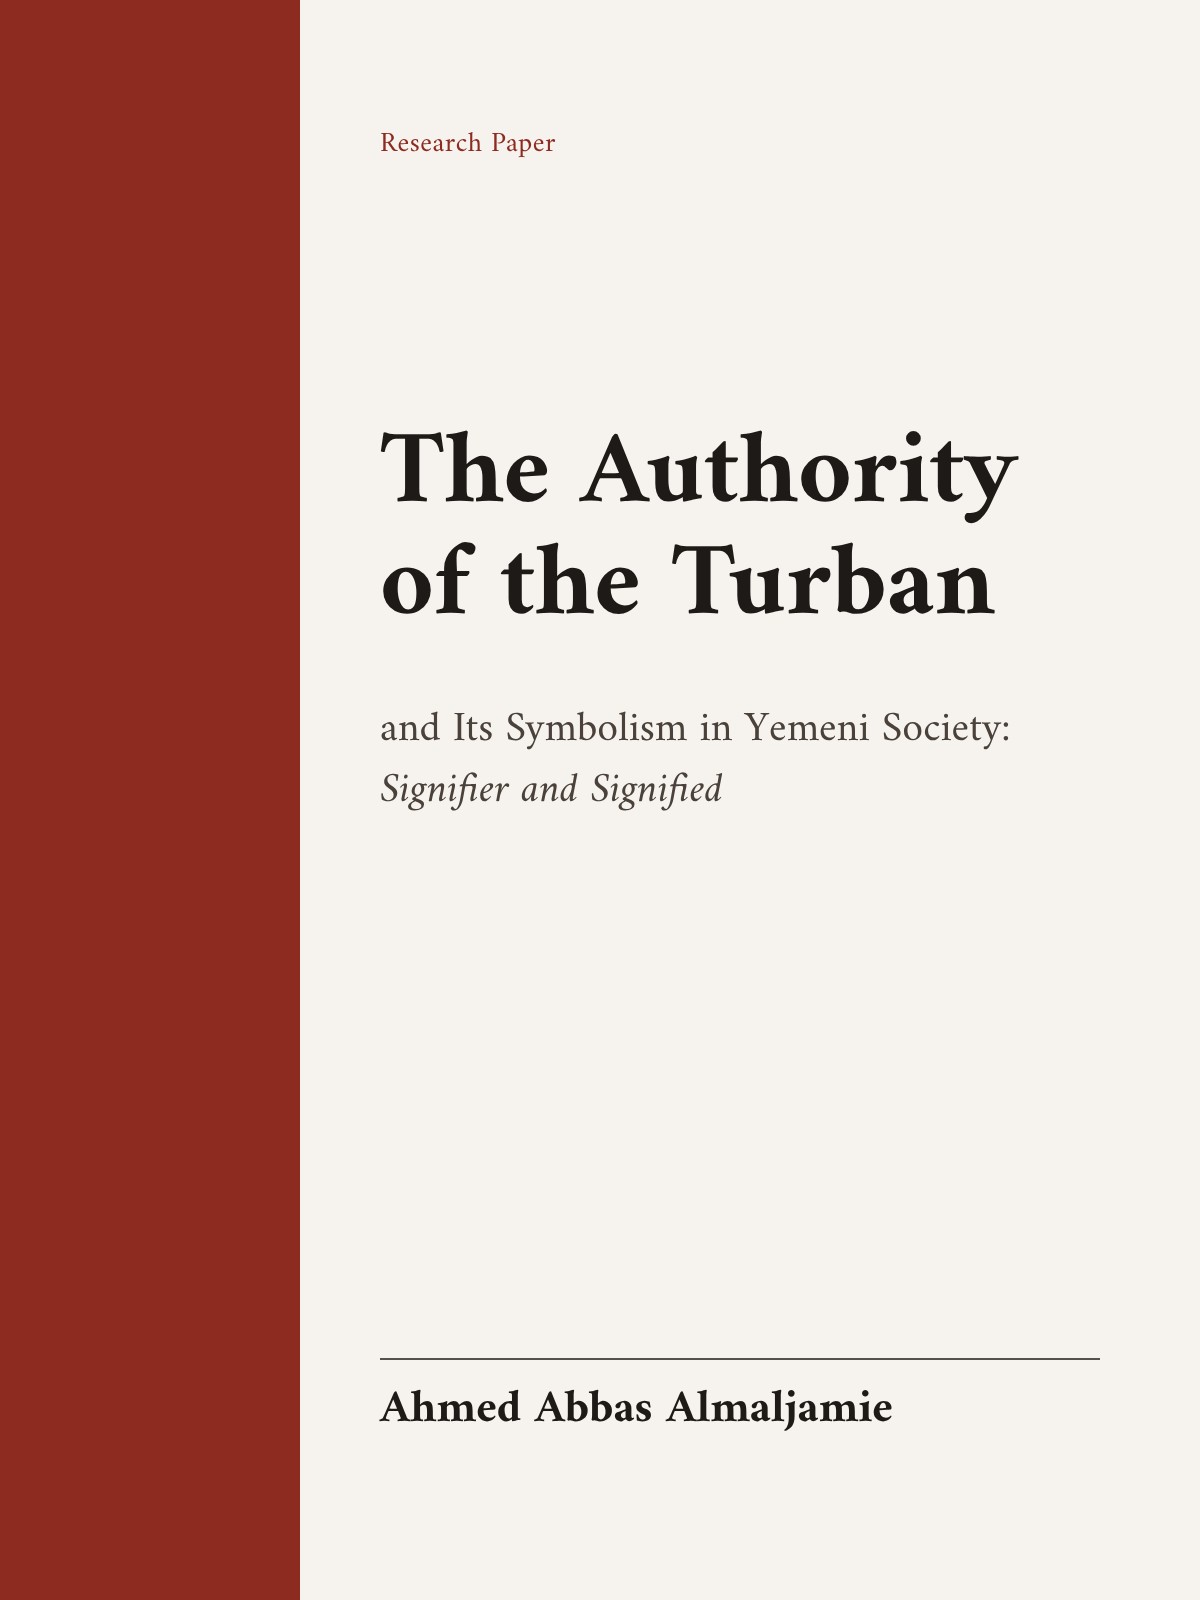 Research Paper
The Authority
of the Turban
and Its Symbolism in Yemeni Society:
Signifier and Signified
Ahmed Abbas Almaljamie